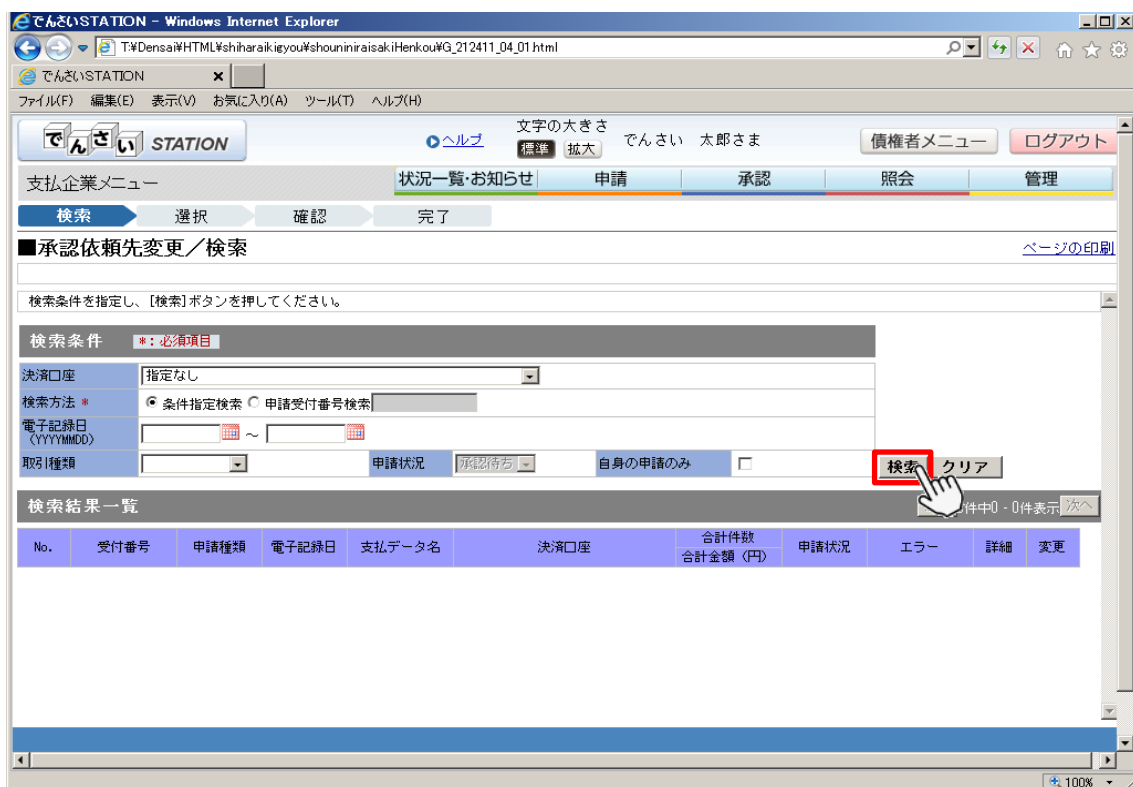 でんさいSTATION - Windows Internet Explorer
T:¥Densai¥HTML¥shiharaikigyou¥shouniniraisakiHenkou¥G_212411_04_01.html
でんさいSTATION
ファイル(F) 編集(E) 表示(V) お気に入り(A) ツール(T) ヘルプ(H)
でんさい STATION
ヘルプ
文字の大きさ
標準 拡大
でんさい 太郎さま
債権者メニュー
ログアウト
支払企業メニュー
状況一覧・お知らせ 申請 承認 照会 管理
検索 選択 確認 完了
■承認依頼先変更／検索
ページの印刷
検索条件を指定し、[検索]ボタンを押してください。
検索条件 *：必須項目
決済口座 指定なし
検索方法 * 条件指定検索 申請受付番号検索
電子記録日
(YYYYMMDD)
～
取引種類 申請状況 承認待ち 自身の申請のみ
検索 クリア
検索結果一覧
件中0 - 0件表示 次へ
No. 受付番号 申請種類 電子記録日 支払データ名 決済口座 合計件数
合計金額（円） 申請状況 エラー 詳細 変更
100%